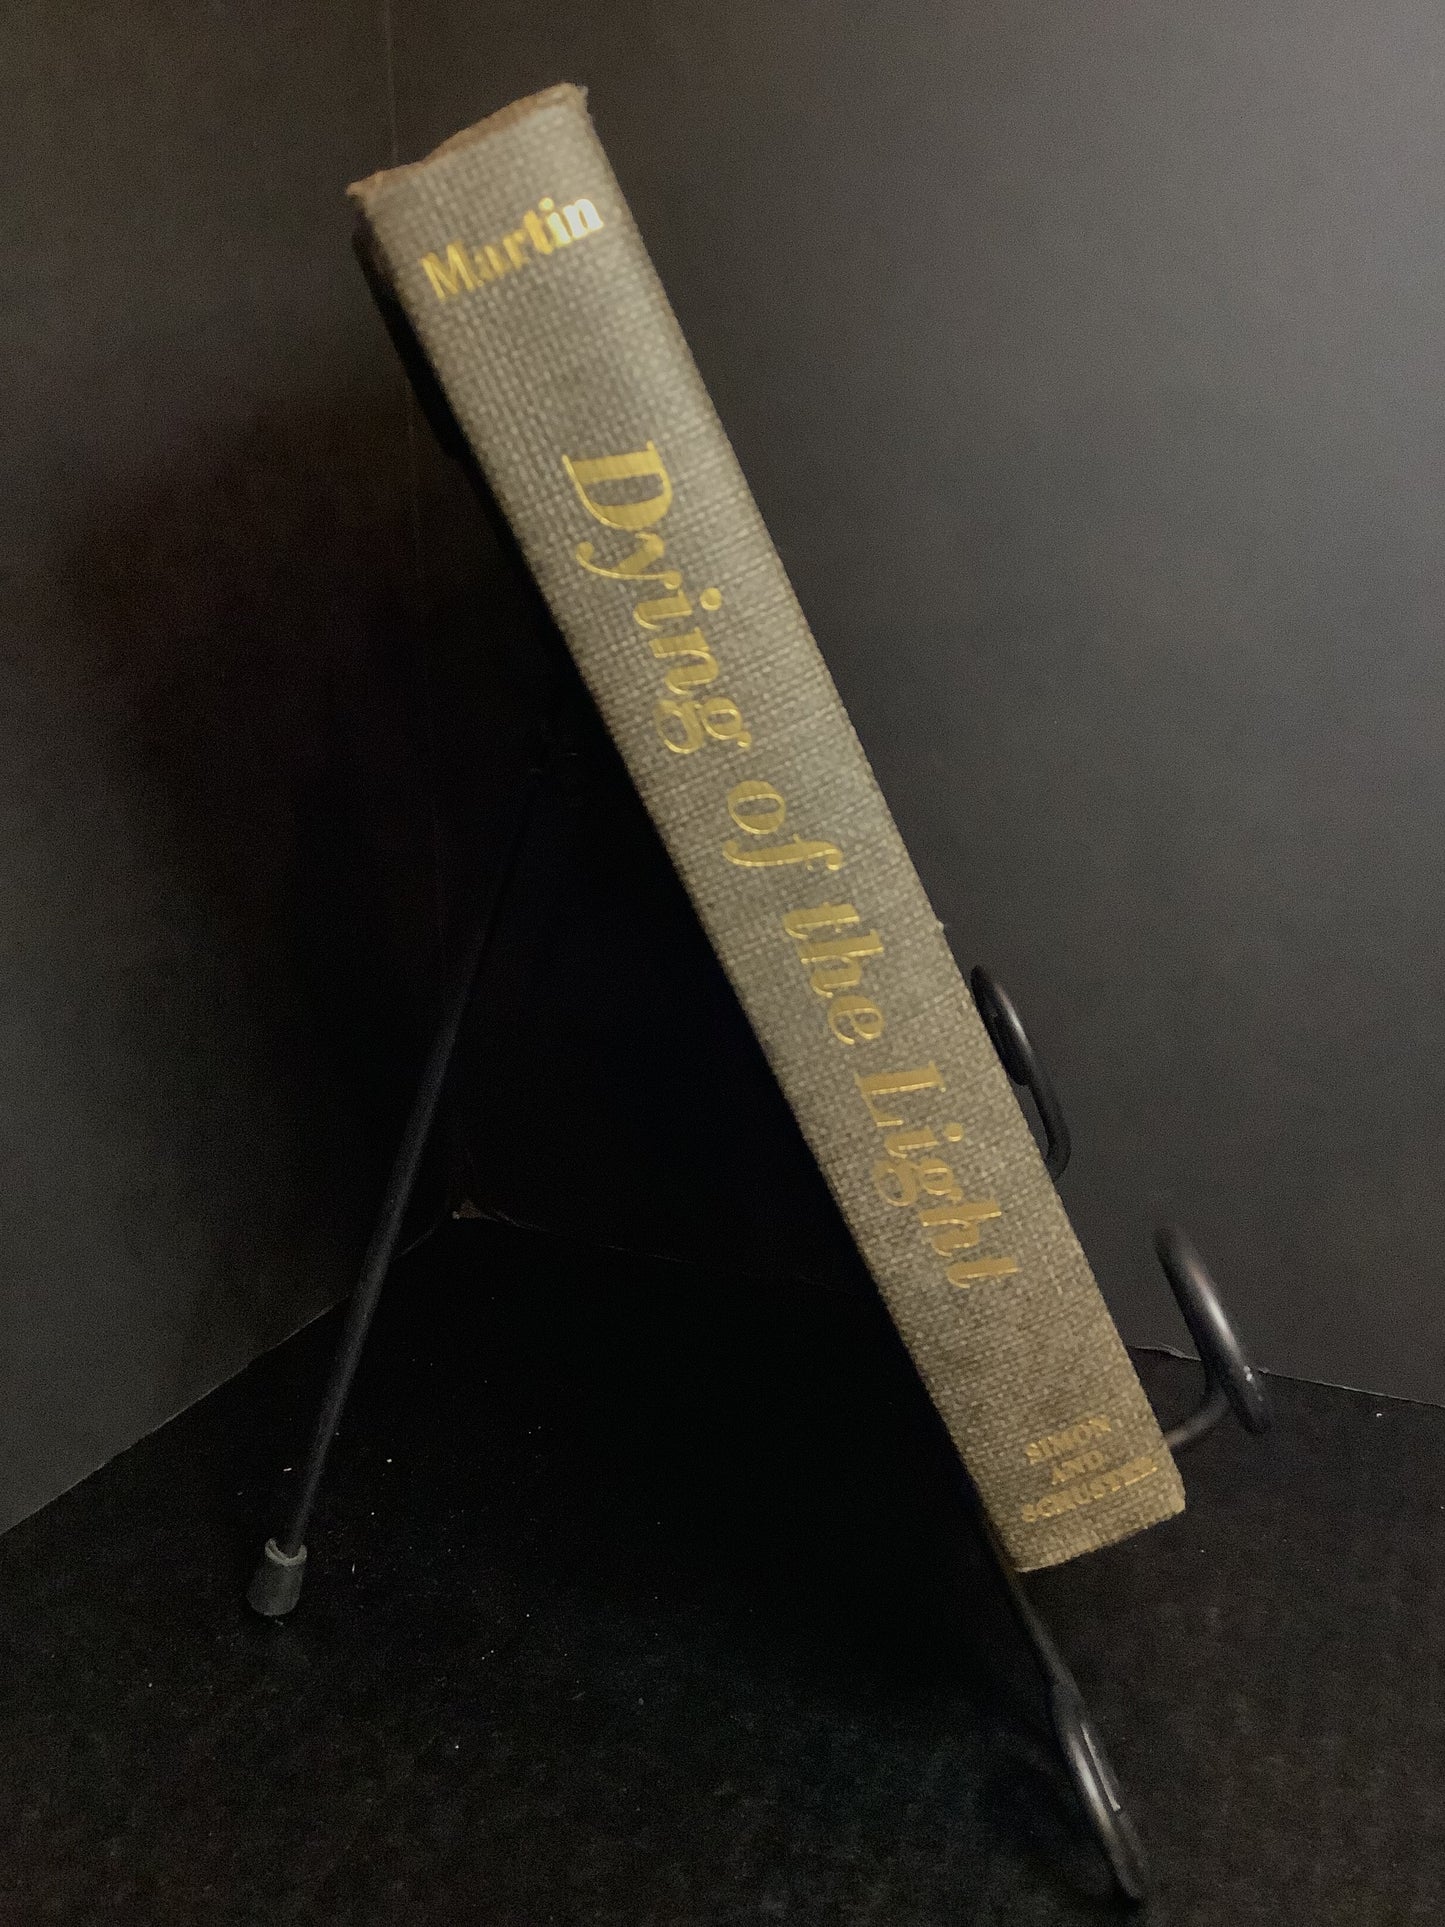 Martin
Dying of the Light
SIMON
AND
SCHUSTER